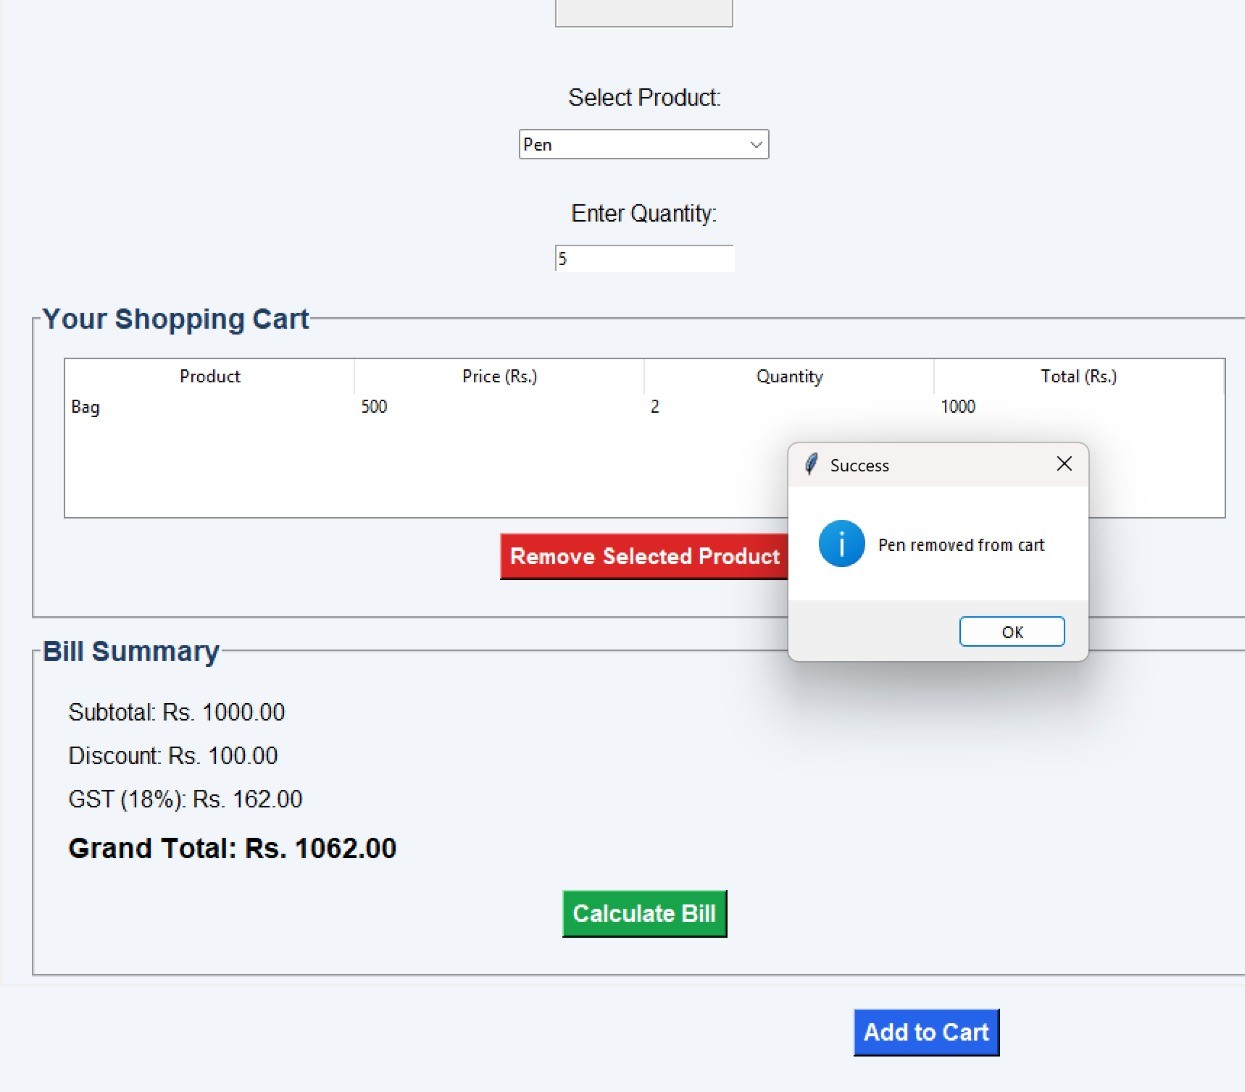 Select Product:
Pen
Enter Quantity:
5
Your Shopping Cart
Product Price (Rs.) Quantity Total (Rs.)
Bag 500 2 1000
Success
Pen removed from cart
OK
Remove Selected Product
Bill Summary
Subtotal: Rs. 1000.00
Discount: Rs. 100.00
GST (18%): Rs. 162.00
Grand Total: Rs. 1062.00
Calculate Bill
Add to Cart